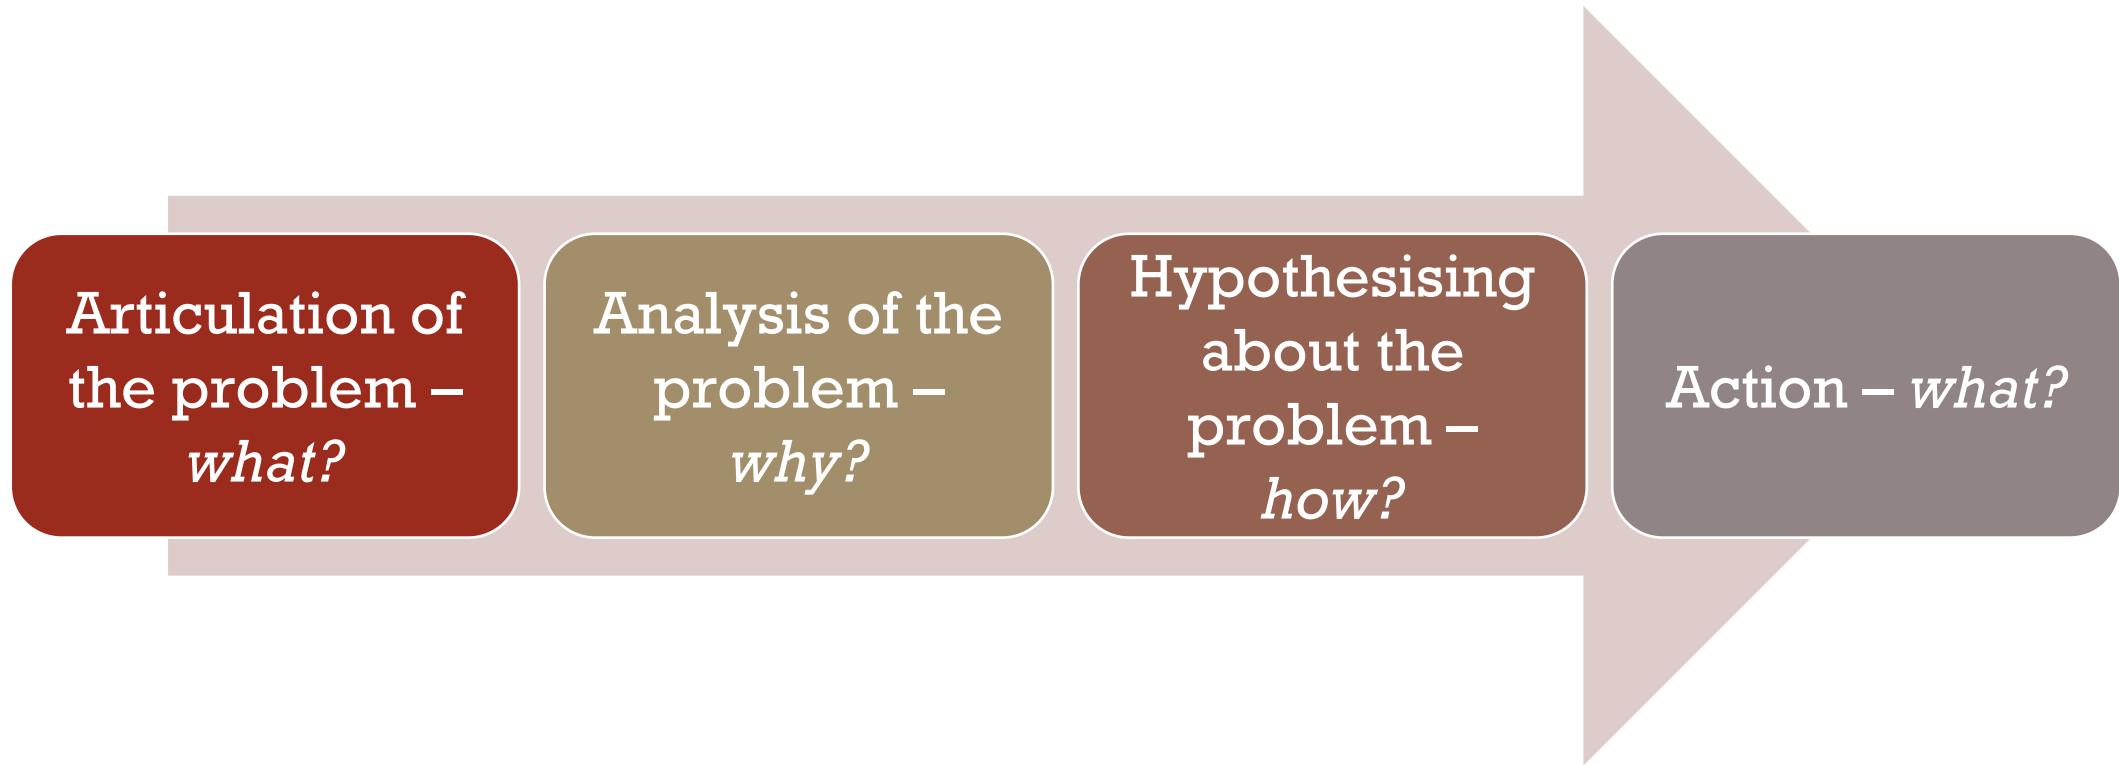 Articulation of
the problem –
what?
Analysis of the
problem –
why?
Hypothesising
about the
problem –
how?
Action – what?